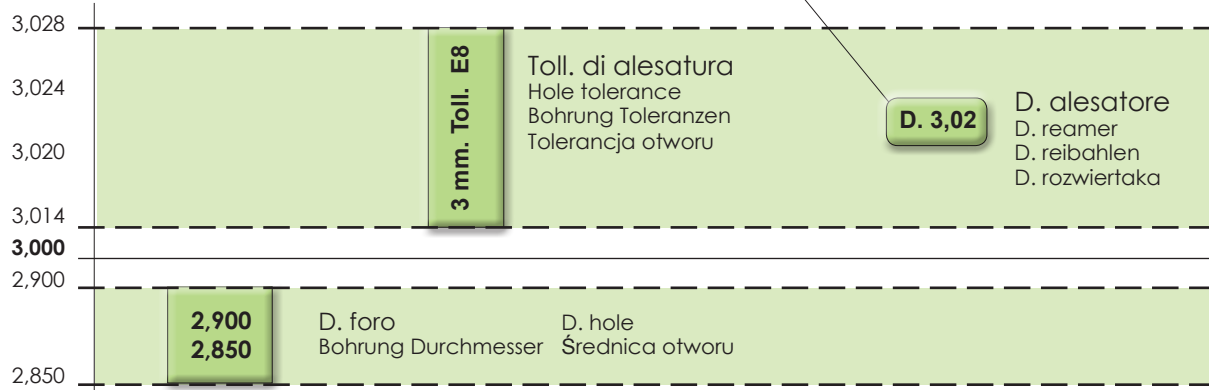 3,028
3,024
3,020
3,014
3,000
2,900
2,850
3 mm. Toll. E8
Toll. di alesatura
Hole tolerance
Bohrung Toleranzen
Tolerancja otworu
D. 3,02
D. alesatore
D. reamer
D. reibahlen
D. rozwiertaka
2,900
2,850
D. foro
Bohrung Durchmesser
D. hole
Średnica otworu